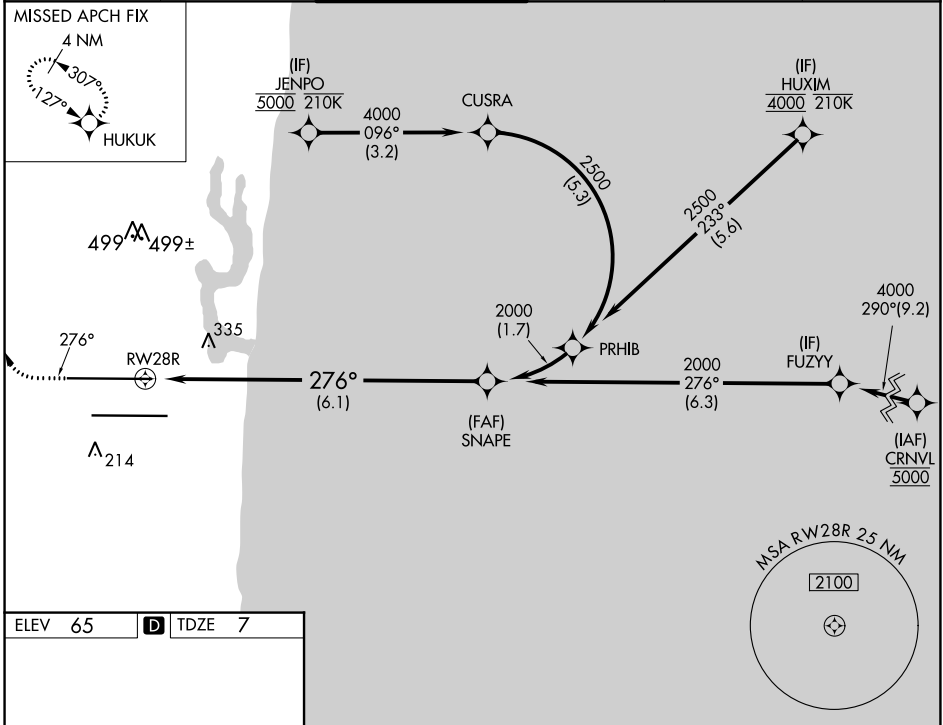 MISSED APCH FIX
4 NM
307°
127°
HUKUK
(IF)
JENPO
5000 210K
4000
096°
(3.2)
CUSRA
2500
(5.3)
(IF)
HUXIM
4000 210K
2500
233°
(5.6)
499 499±
335
276°
RW28R
276°
(6.1)
214
2000
(1.7)
PRHIB
(FAF)
SNAPE
2000
276°
(6.3)
(IF)
FUZYY
4000
290°(9.2)
(IAF)
CRNVL
5000
MSA RW28R 25 NM
2100
ELEV 65 D TDZE 7